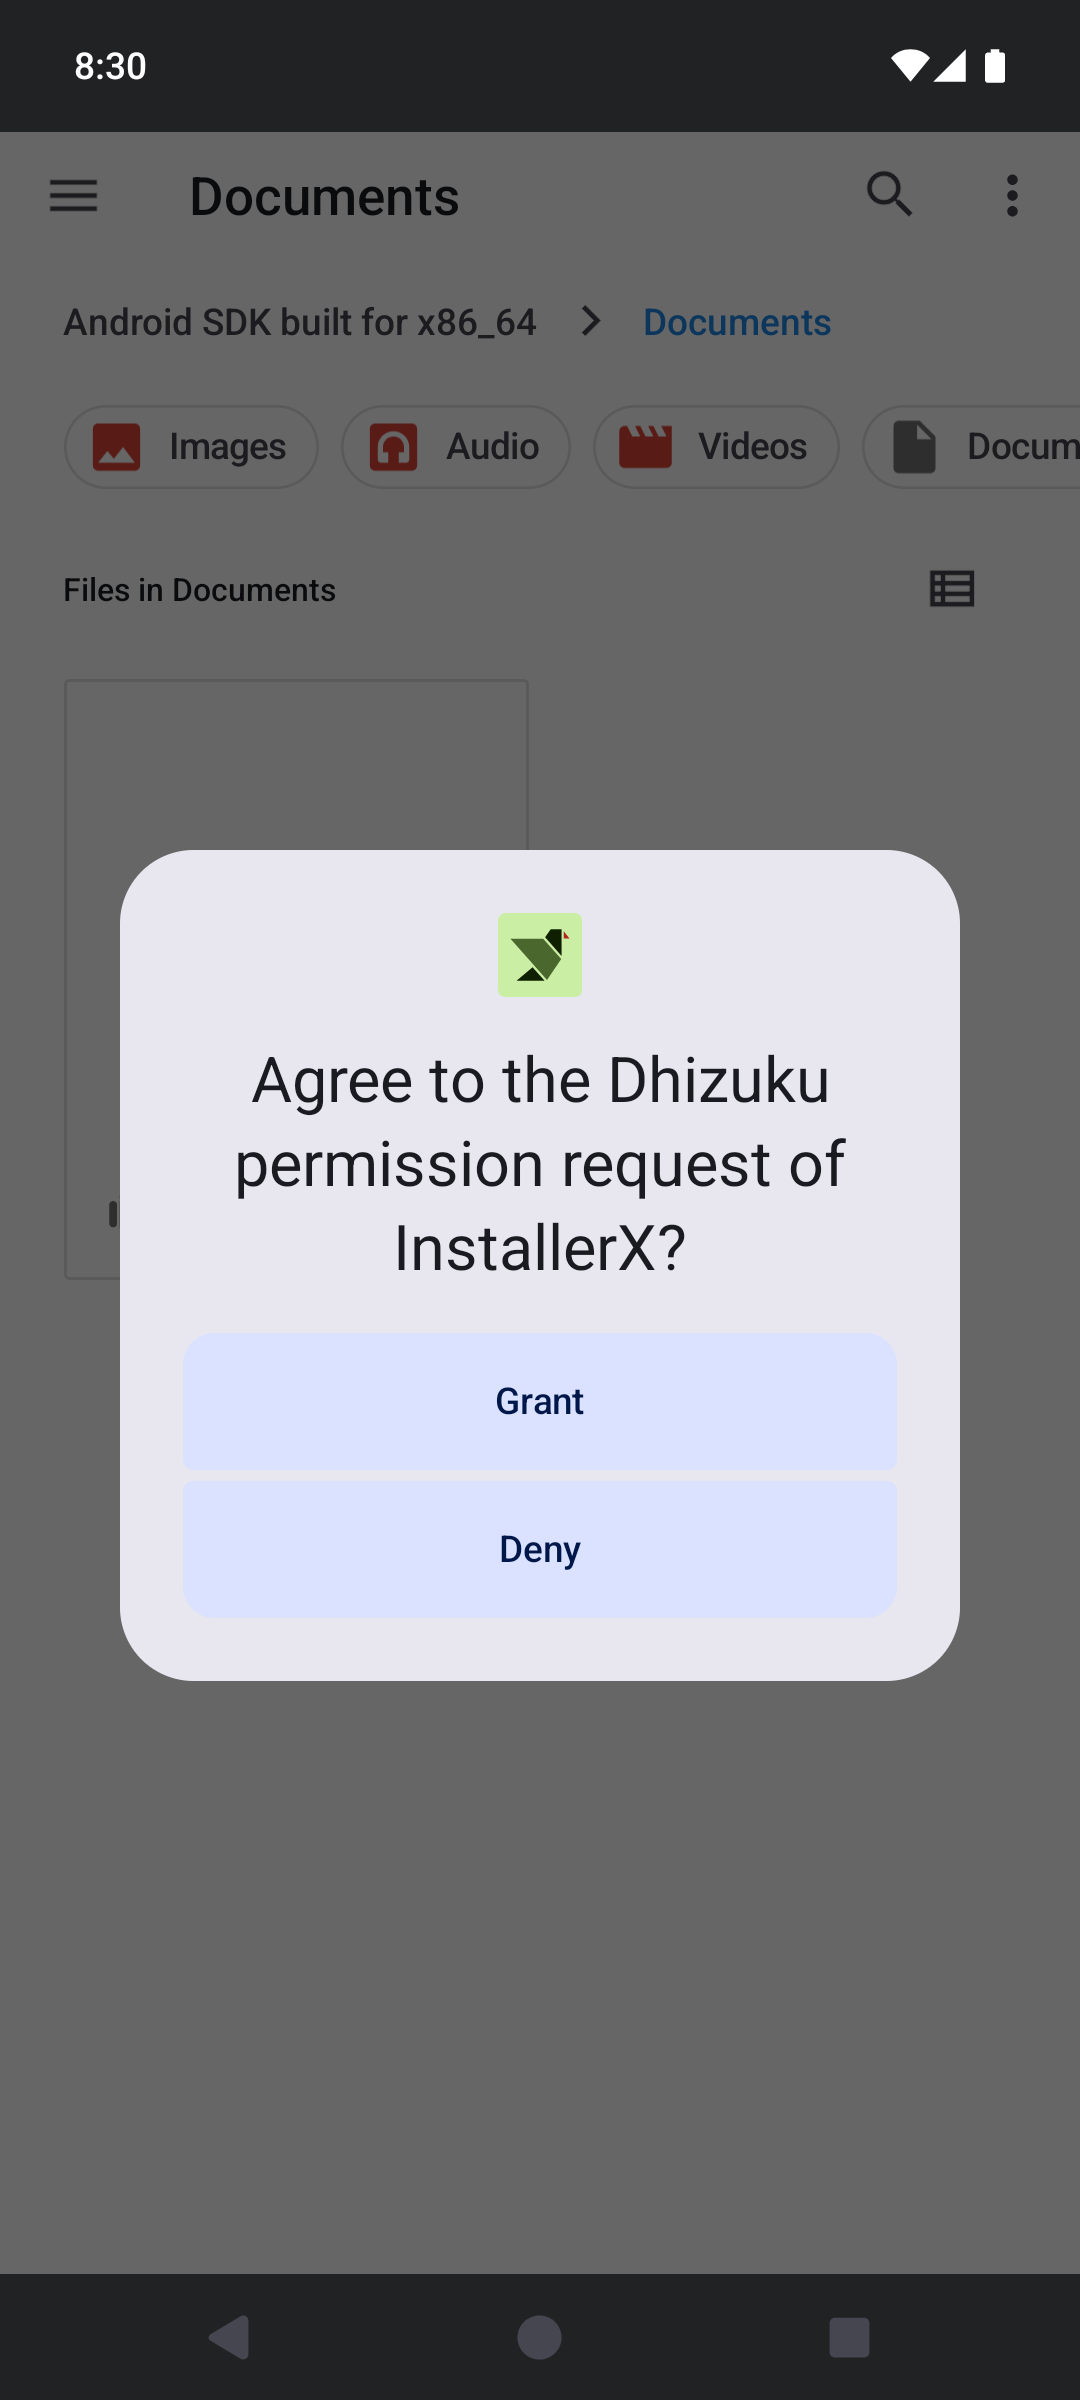 8:30
Documents
Android SDK built for x86_64 > Documents
Images
Audio
Videos
Docum
Files in Documents
Agree to the Dhizuku
permission request of
InstallerX?
Grant
Deny